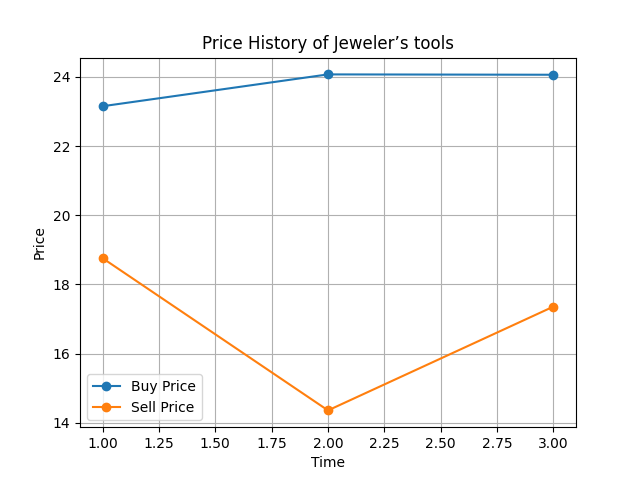 Price History of Jeweler’s tools
24
22
20
18
16
14
Price
Buy Price
Sell Price
1.00 1.25 1.50 1.75 2.00 2.25 2.50 2.75 3.00
Time